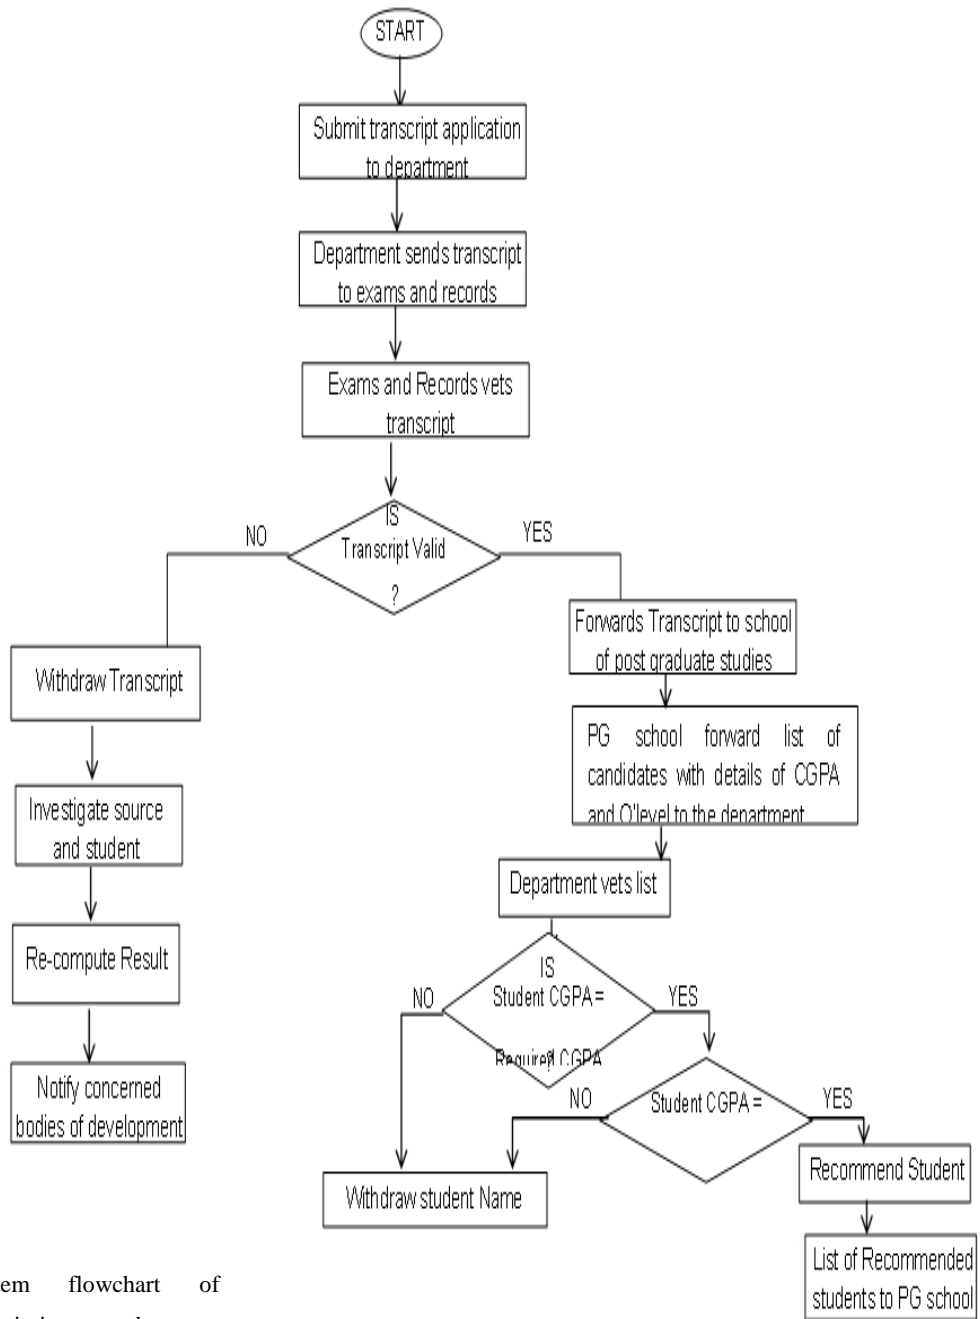 START
Submit transcript application
to department
Department sends transcript
to exams and records
Exams and Records vets
transcript
IS
Transcript Valid
?
NO
YES
Withdraw Transcript
Investigate source
and student
Re-compute Result
Notify concerned
bodies of development
Forwards Transcript to school
of post graduate studies
PG school forward list of
candidates with details of CGPA
and O'level to the department
Department vets list
IS
Student CGPA =
Required CGPA
?
NO
YES
Student CGPA =
NO
YES
Withdraw student Name
Recommend Student
List of Recommended
students to PG school
flowchart of